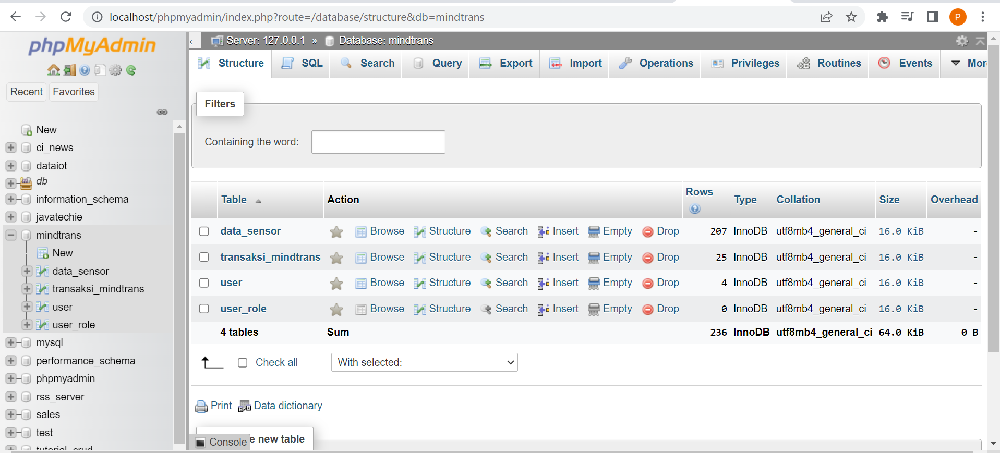 localhost/phpmyadmin/index.php?route=/database/structure&db=mindtrans
P
phpMyAdmin
Recent
Favorites
New
ci_news
dataiot
db
information_schema
javatechie
mindtrans
New
data_sensor
transaksi_mindtrans
user
user_role
mysql
performance_schema
phpmyadmin
rss_server
sales
test
tutorial_crud
Server: 127.0.0.1 » Database: mindtrans
Structure SQL Search Query Export Import Operations Privileges Routines Events Mor
Filters
Containing the word:
Table Action Rows Type Collation Size Overhead
data_sensor Browse Structure Search Insert Empty Drop 207 InnoDB utf8mb4_general_ci 16.0 KiB -
transaksi_mindtrans Browse Structure Search Insert Empty Drop 25 InnoDB utf8mb4_general_ci 16.0 KiB -
user Browse Structure Search Insert Empty Drop 4 InnoDB utf8mb4_general_ci 16.0 KiB -
user_role Browse Structure Search Insert Empty Drop 0 InnoDB utf8mb4_general_ci 16.0 KiB -
4 tables Sum 236 InnoDB utf8mb4_general_ci 64.0 KiB 0 B
Check all With selected:
Print Data dictionary
e new table
Console